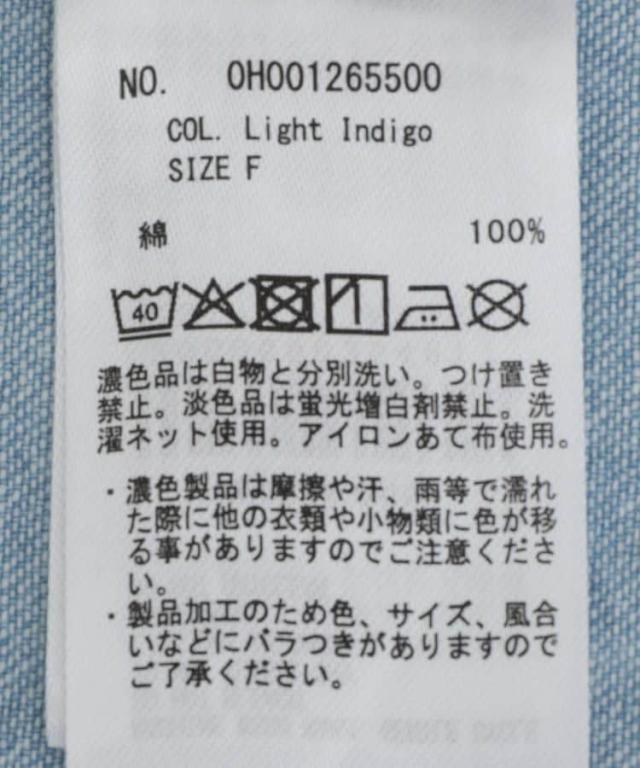 NO. 0H001265500
COL. Light Indigo
SIZE F
綿 100%
40
濃色品は白物と分別洗い。つけ置き
禁止。淡色品は蛍光増白剤禁止。洗
濯ネット使用。アイロンあて布使用。
・濃色製品は摩擦や汗、雨等で濡れ
た際に他の衣類や小物類に色が移
る事がありますのでご注意くださ
い。
・製品加工のため色、サイズ、風合
いなどにバラつきがありますので
ご了承ください。